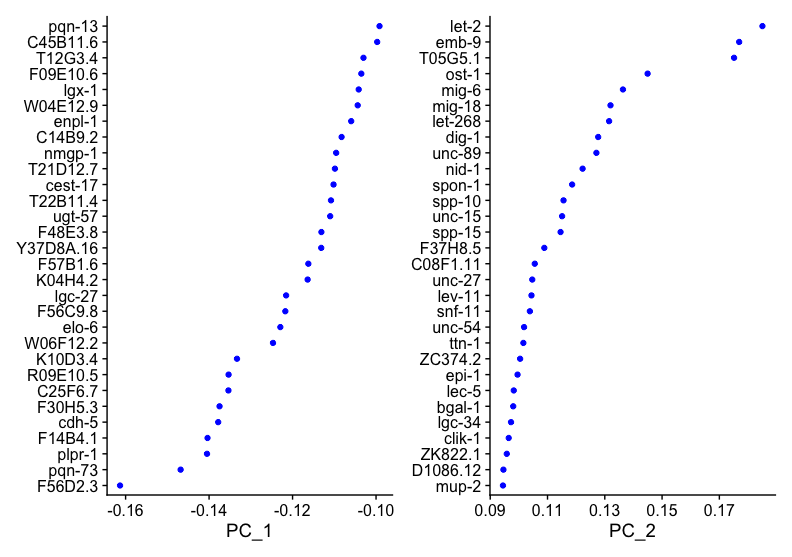 pqn-13
C45B11.6
T12G3.4
F09E10.6
lgx-1
W04E12.9
enpl-1
C14B9.2
nmgp-1
T21D12.7
cest-17
T22B11.4
ugt-57
F48E3.8
Y37D8A.16
F57B1.6
K04H4.2
lgc-27
F56C9.8
elo-6
W06F12.2
K10D3.4
R09E10.5
C25F6.7
F30H5.3
cdh-5
F14B4.1
plpr-1
pqn-73
F56D2.3
-0.16 -0.14 -0.12 -0.10
PC_1
let-2
emb-9
T05G5.1
ost-1
mig-6
mig-18
let-268
dig-1
unc-89
nid-1
spon-1
spp-10
unc-15
spp-15
F37H8.5
C08F1.11
unc-27
lev-11
snf-11
unc-54
ttn-1
ZC374.2
epi-1
lec-5
bgal-1
lgc-34
clik-1
ZK822.1
D1086.12
mup-2
0.09 0.11 0.13 0.15 0.17
PC_2